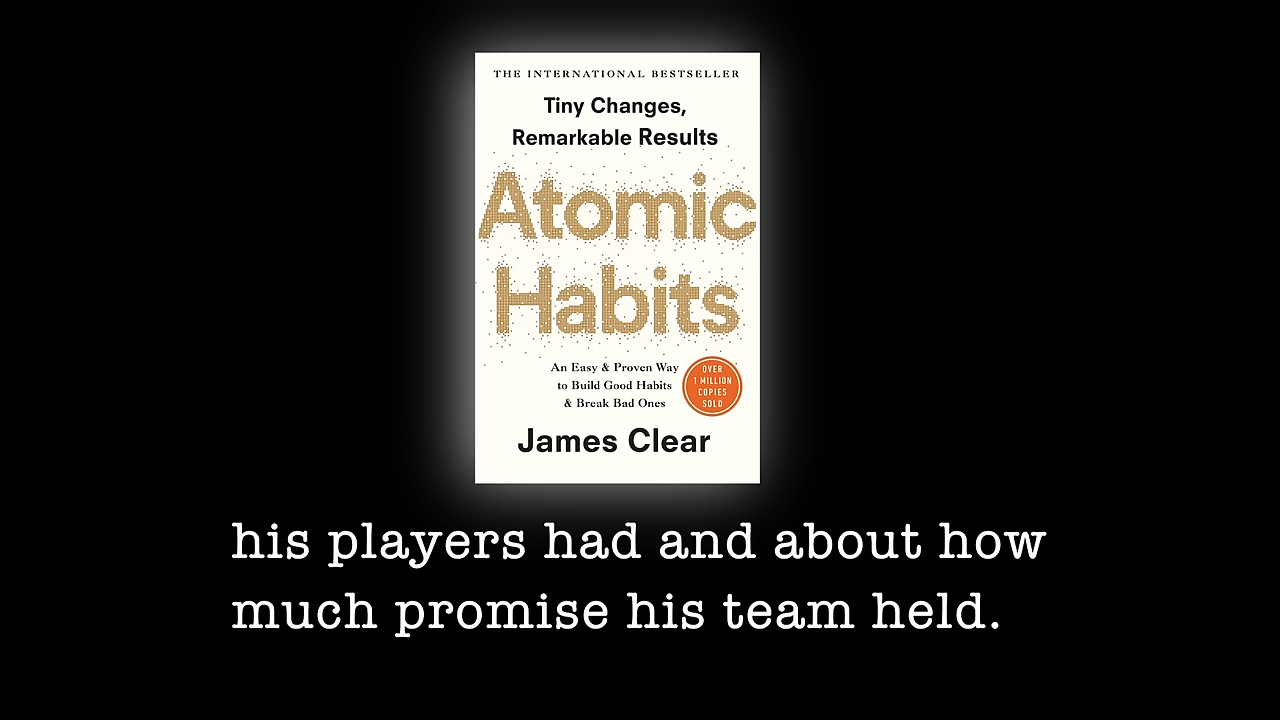 THE INTERNATIONAL BESTSELLER
Tiny Changes,
Remarkable Results
Atomic
Habits
An Easy & Proven Way
to Build Good Habits
& Break Bad Ones
OVER
1 MILLION
COPIES
SOLD
James Clear
his players had and about how
much promise his team held.